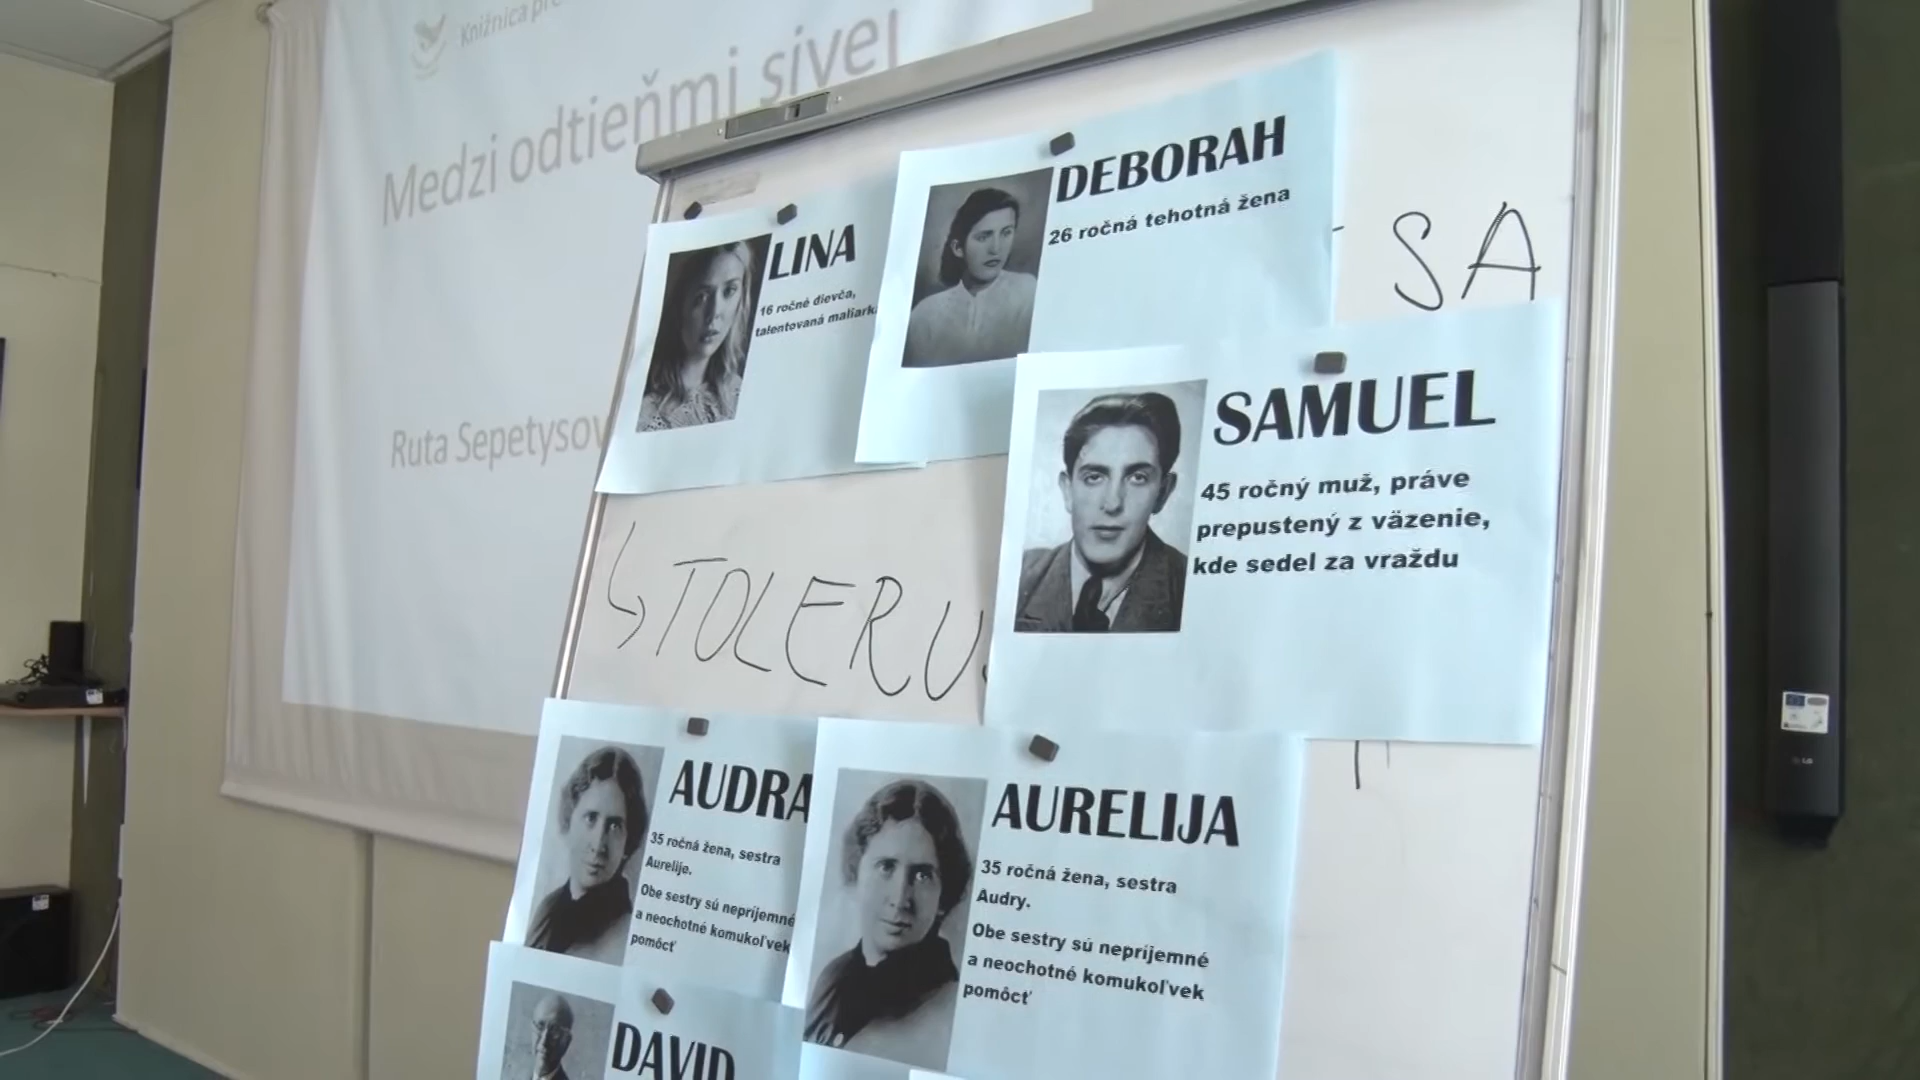 Knižnica pre
Medzi odtieňmi sivej
Ruta Sepetysov
LINA
16 ročné dievča,
talentovaná maliark
DEBORAH
26 ročná tehotná žena
SA
SAMUEL
45 ročný muž, práve
prepustený z väzenie,
kde sedel za vraždu
↳ TOLERU
AUDRA
35 ročná žena, sestra
Aurelije.
Obe sestry sú nepríjemné
a neochotné komukoľvek
pomôcť
AURELIJA
35 ročná žena, sestra
Audry.
Obe sestry sú nepríjemné
a neochotné komukoľvek
pomôcť
DAVID
LG